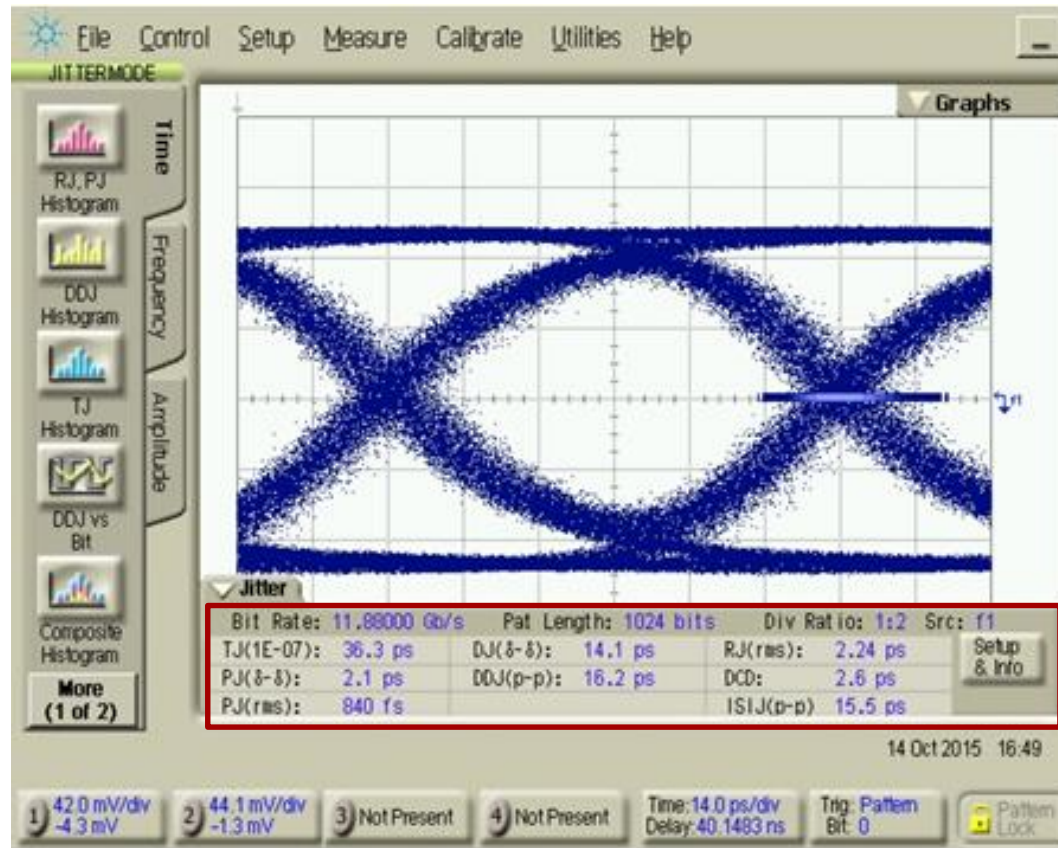 File Control Setup Measure Calibrate Utilities Help
JITTERMODE
Graphs
Time
RJ, PJ
Histogram
Frequency
DDJ
Histogram
TJ
Histogram
Amplitude
DDJ vs
Bit
f1
Composite
Histogram
More
(1 of 2)
Jitter
Bit Rate: 11.88000 Gb/s Pat Length: 1024 bits Div Ratio: 1:2 Src: f1
TJ(1E-07): 36.3 ps DJ(δ-δ): 14.1 ps RJ(rms): 2.24 ps
PJ(δ-δ): 2.1 ps DDJ(p-p): 16.2 ps DCD: 2.6 ps
PJ(rms): 840 fs ISIJ(p-p) 15.5 ps
Setup
& Info
14 Oct 2015 16:49
1) 42.0 mV/div
-4.3 mV
2) 44.1 mV/div
-1.3 mV
3) Not Present
4) Not Present
Time:14.0 ps/div
Delay:40.1483 ns
Trig: Pattern
Bit: 0
Pattern
Lock